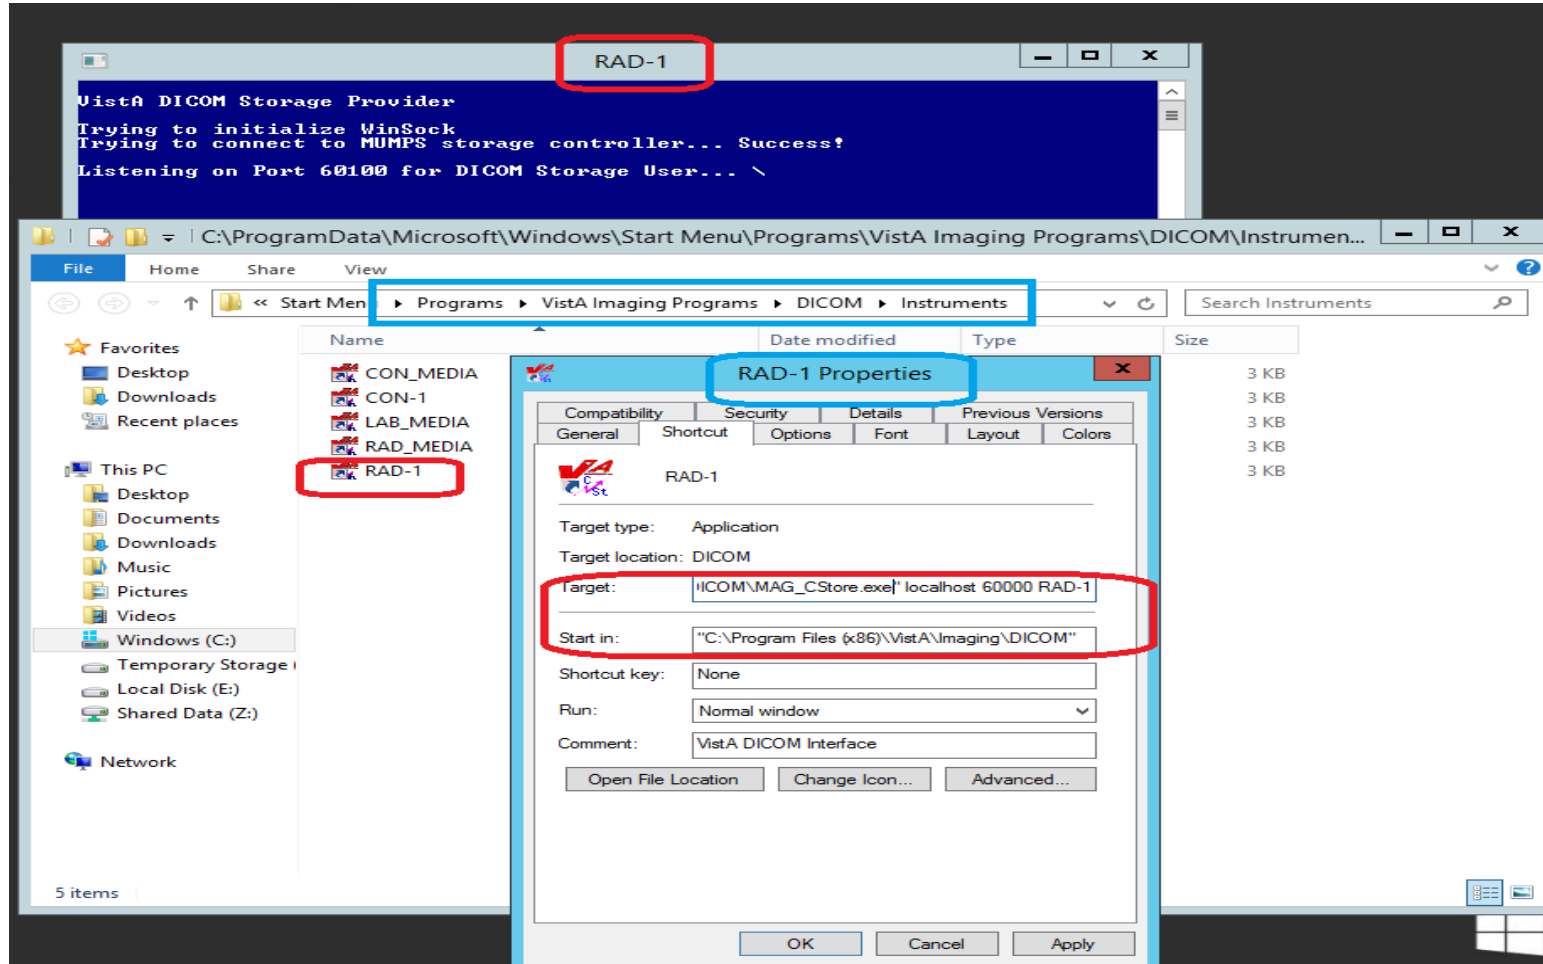 RAD-1
VistA DICOM Storage Provider
Trying to initialize WinSock
Trying to connect to MUMPS storage controller... Success!
Listening on Port 60100 for DICOM Storage User... \
C:\ProgramData\Microsoft\Windows\Start Menu\Programs\VistA Imaging Programs\DICOM\Instrumen...
File Home Share View
« Start Men Programs VistA Imaging Programs DICOM Instruments
Search Instruments
Name Date modified Type Size
Favorites
Desktop
Downloads
Recent places
This PC
Desktop
Documents
Downloads
Music
Pictures
Videos
Windows (C:)
Temporary Storage (
Local Disk (E:)
Shared Data (Z:)
Network
CON_MEDIA 3 KB
CON-1 3 KB
LAB_MEDIA 3 KB
RAD_MEDIA 3 KB
RAD-1 3 KB
RAD-1 Properties
Compatibility Security Details Previous Versions
General Shortcut Options Font Layout Colors
RAD-1
Target type: Application
Target location: DICOM
Target: ICOM\MAG_CStore.exe" localhost 60000 RAD-1
Start in: "C:\Program Files (x86)\VistA\Imaging\DICOM"
Shortcut key: None
Run: Normal window
Comment: VistA DICOM Interface
Open File Location Change Icon... Advanced...
OK Cancel Apply
5 items